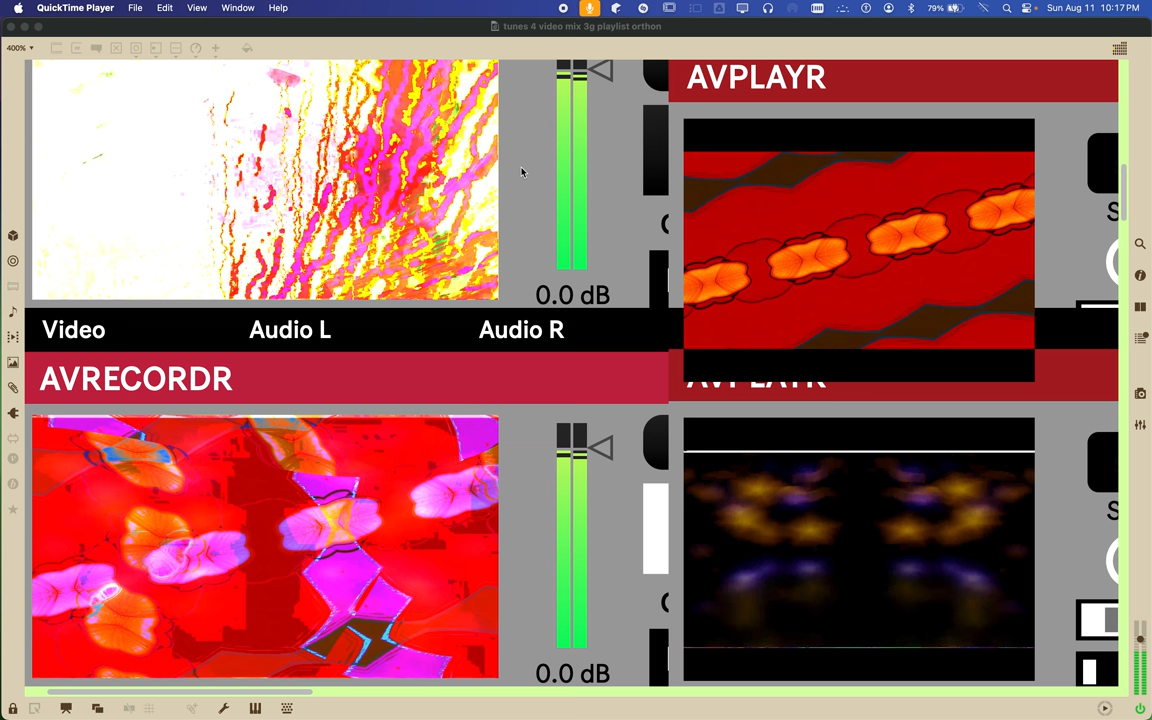 QuickTime Player File Edit View Window Help 79% Sun Aug 11 10:17 PM
tunes 4 video mix 3g playlist orthon
400%
AVPLAYR
S
0.0 dB
Video Audio L Audio R
AVRECORDR
S
0.0 dB